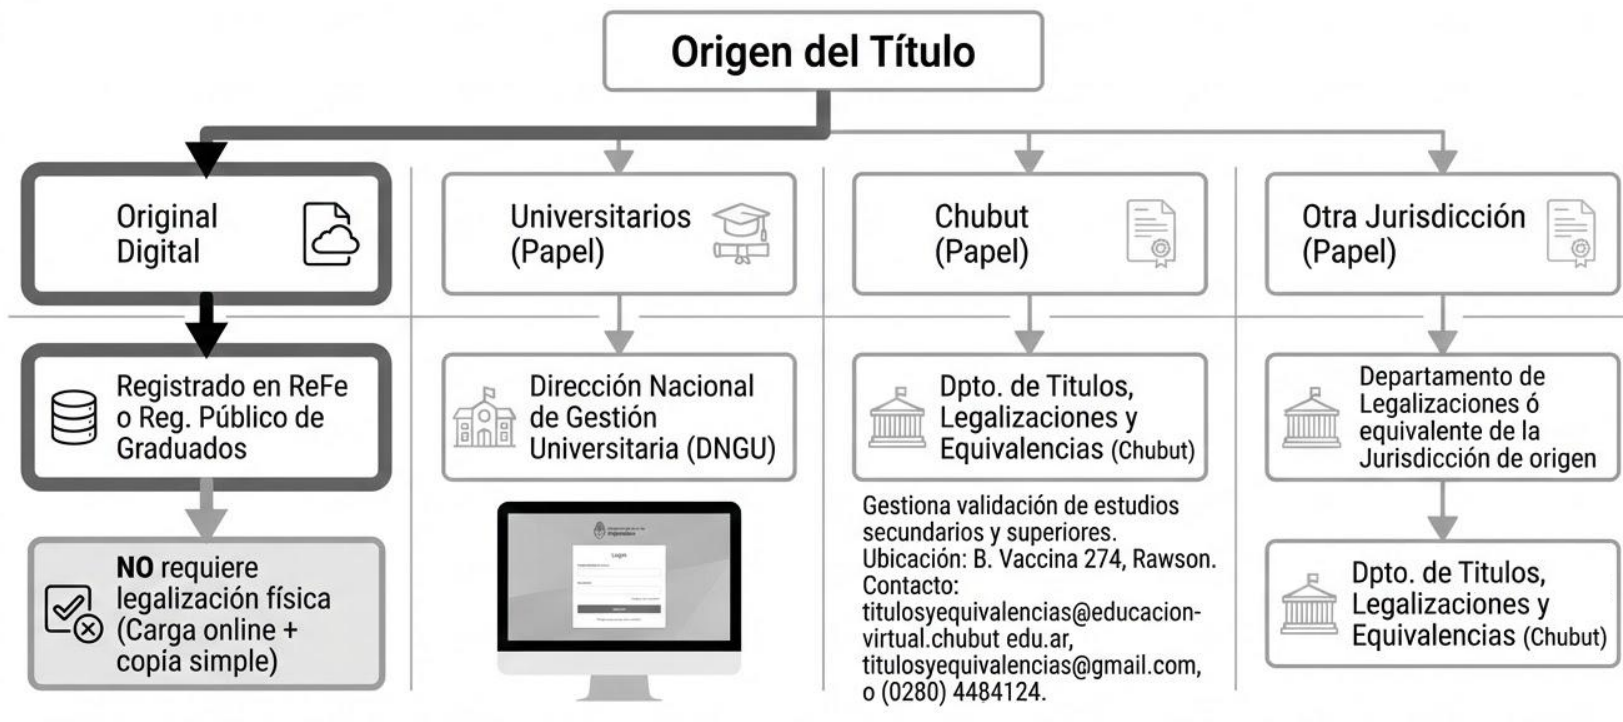 Origen del Título
Original
Digital
Universitarios
(Papel)
Chubut
(Papel)
Otra Jurisdicción
(Papel)
Registrado en ReFe
o Reg. Público de
Graduados
Dirección Nacional
de Gestión
Universitaria (DNGU)
Dpto. de Titulos,
Legalizaciones y
Equivalencias (Chubut)
Departamento de
Legalizaciones ó
equivalente de la
Jurisdicción de origen
NO requiere
legalización física
(Carga online +
copia simple)
Login
Gestiona validación de estudios
secundarios y superiores.
Ubicación: B. Vaccina 274, Rawson.
Contacto:
titulosyequivalencias@educacion-
virtual.chubut edu.ar,
titulosyequivalencias@gmail.com,
o (0280) 4484124.
Dpto. de Titulos,
Legalizaciones y
Equivalencias (Chubut)